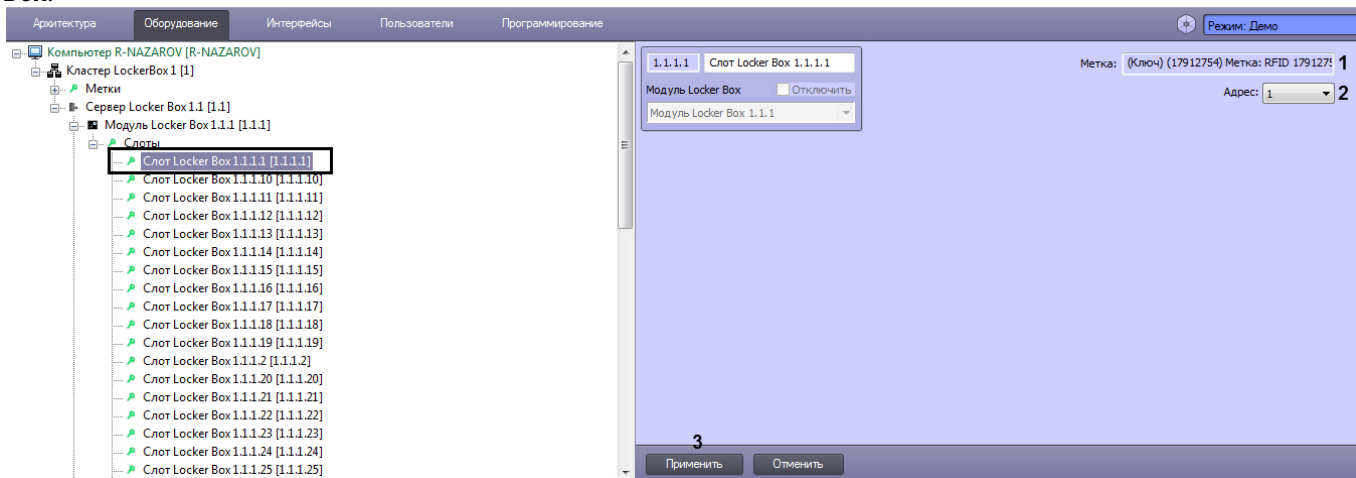 Box.
Архитектура Оборудование Интерфейсы Пользователи Программирование Режим: Демо
Компьютер R-NAZAROV [R-NAZAROV]
Кластер LockerBox 1 [1]
Метки
Сервер Locker Box 1.1 [1.1]
Модуль Locker Box 1.1.1 [1.1.1]
Слоты
Слот Locker Box 1.1.1.1 [1.1.1.1]
Слот Locker Box 1.1.1.10 [1.1.1.10]
Слот Locker Box 1.1.1.11 [1.1.1.11]
Слот Locker Box 1.1.1.12 [1.1.1.12]
Слот Locker Box 1.1.1.13 [1.1.1.13]
Слот Locker Box 1.1.1.14 [1.1.1.14]
Слот Locker Box 1.1.1.15 [1.1.1.15]
Слот Locker Box 1.1.1.16 [1.1.1.16]
Слот Locker Box 1.1.1.17 [1.1.1.17]
Слот Locker Box 1.1.1.18 [1.1.1.18]
Слот Locker Box 1.1.1.19 [1.1.1.19]
Слот Locker Box 1.1.1.2 [1.1.1.2]
Слот Locker Box 1.1.1.20 [1.1.1.20]
Слот Locker Box 1.1.1.21 [1.1.1.21]
Слот Locker Box 1.1.1.22 [1.1.1.22]
Слот Locker Box 1.1.1.23 [1.1.1.23]
Слот Locker Box 1.1.1.24 [1.1.1.24]
Слот Locker Box 1.1.1.25 [1.1.1.25]
1.1.1.1 Слот Locker Box 1.1.1.1
Модуль Locker Box Отключить
Модуль Locker Box 1.1.1
Метка: (Ключ) (17912754) Метка: RFID 179127 1
Адрес: 1 2
3
Применить Отменить